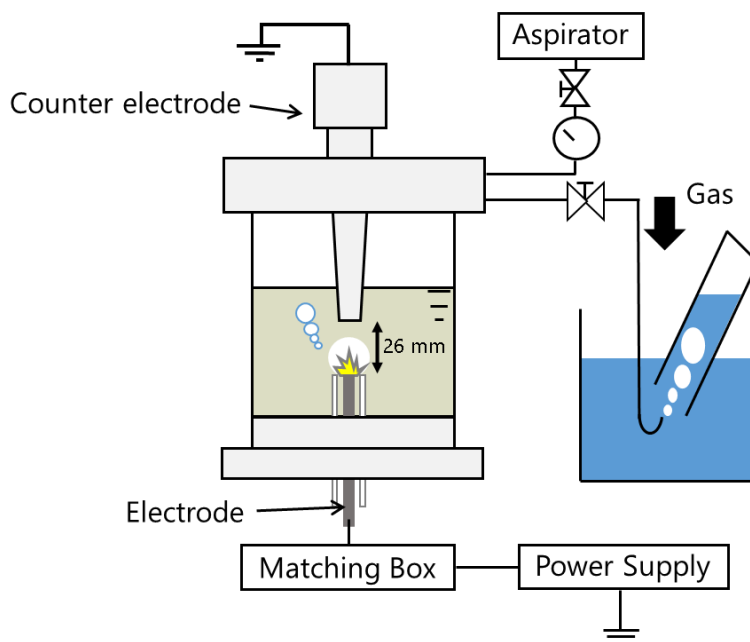 Aspirator
Counter electrode
Gas
26 mm
Electrode
Matching Box
Power Supply